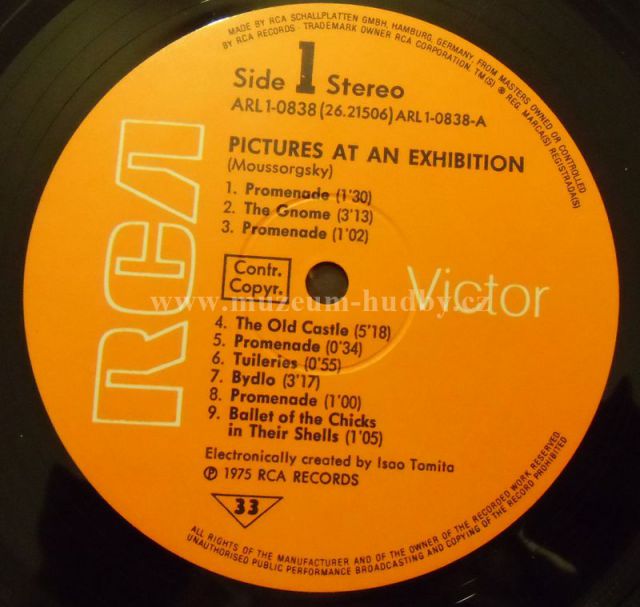 MADE BY RCA SCHALLPLATTEN GMBH, HAMBURG, GERMANY, FROM MASTERS OWNED OR CONTROLLED
BY RCA RECORDS - TRADEMARK OWNER RCA CORPORATION. TM(S) ® REG. MARCA(S) REGISTRADA(S)
Side 1 Stereo
ARL1-0838 (26.21506) ARL1-0838-A
PICTURES AT AN EXHIBITION
(Moussorgsky)
1. Promenade (1'30)
2. The Gnome (3'13)
3. Promenade (1'02)
RCA
Contr.
Copyr.
Victor
www.muzeum-hudby.cz
4. The Old Castle (5'18)
5. Promenade (0'34)
6. Tuileries (0'55)
7. Bydlo (3'17)
8. Promenade (1'00)
9. Ballet of the Chicks
in Their Shells (1'05)
Electronically created by Isao Tomita
℗ 1975 RCA RECORDS
33
ALL RIGHTS OF THE MANUFACTURER AND OF THE OWNER OF THE RECORDED WORK RESERVED
UNAUTHORISED PUBLIC PERFORMANCE BROADCASTING AND COPYING OF THE RECORD PROHIBITED